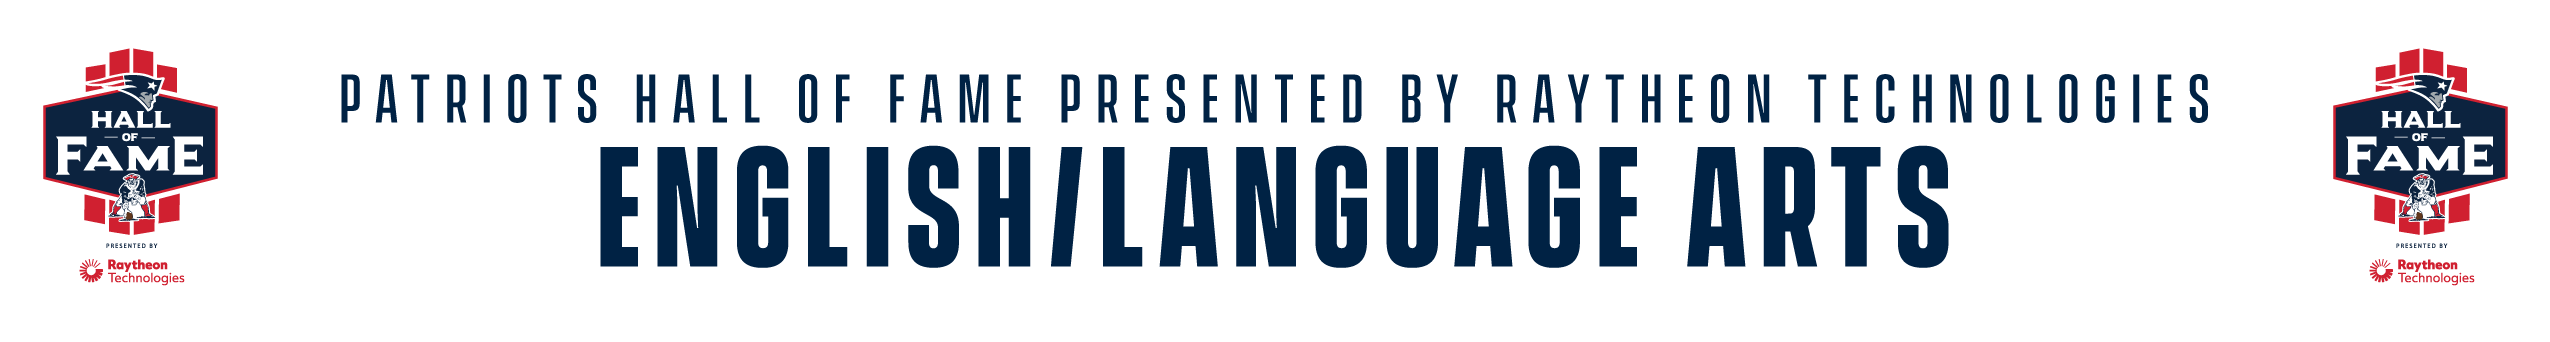 HALL
OF
FAME
PRESENTED BY
Raytheon
Technologies
PATRIOTS HALL OF FAME PRESENTED BY RAYTHEON TECHNOLOGIES
ENGLISH/LANGUAGE ARTS
HALL
OF
FAME
PRESENTED BY
Raytheon
Technologies